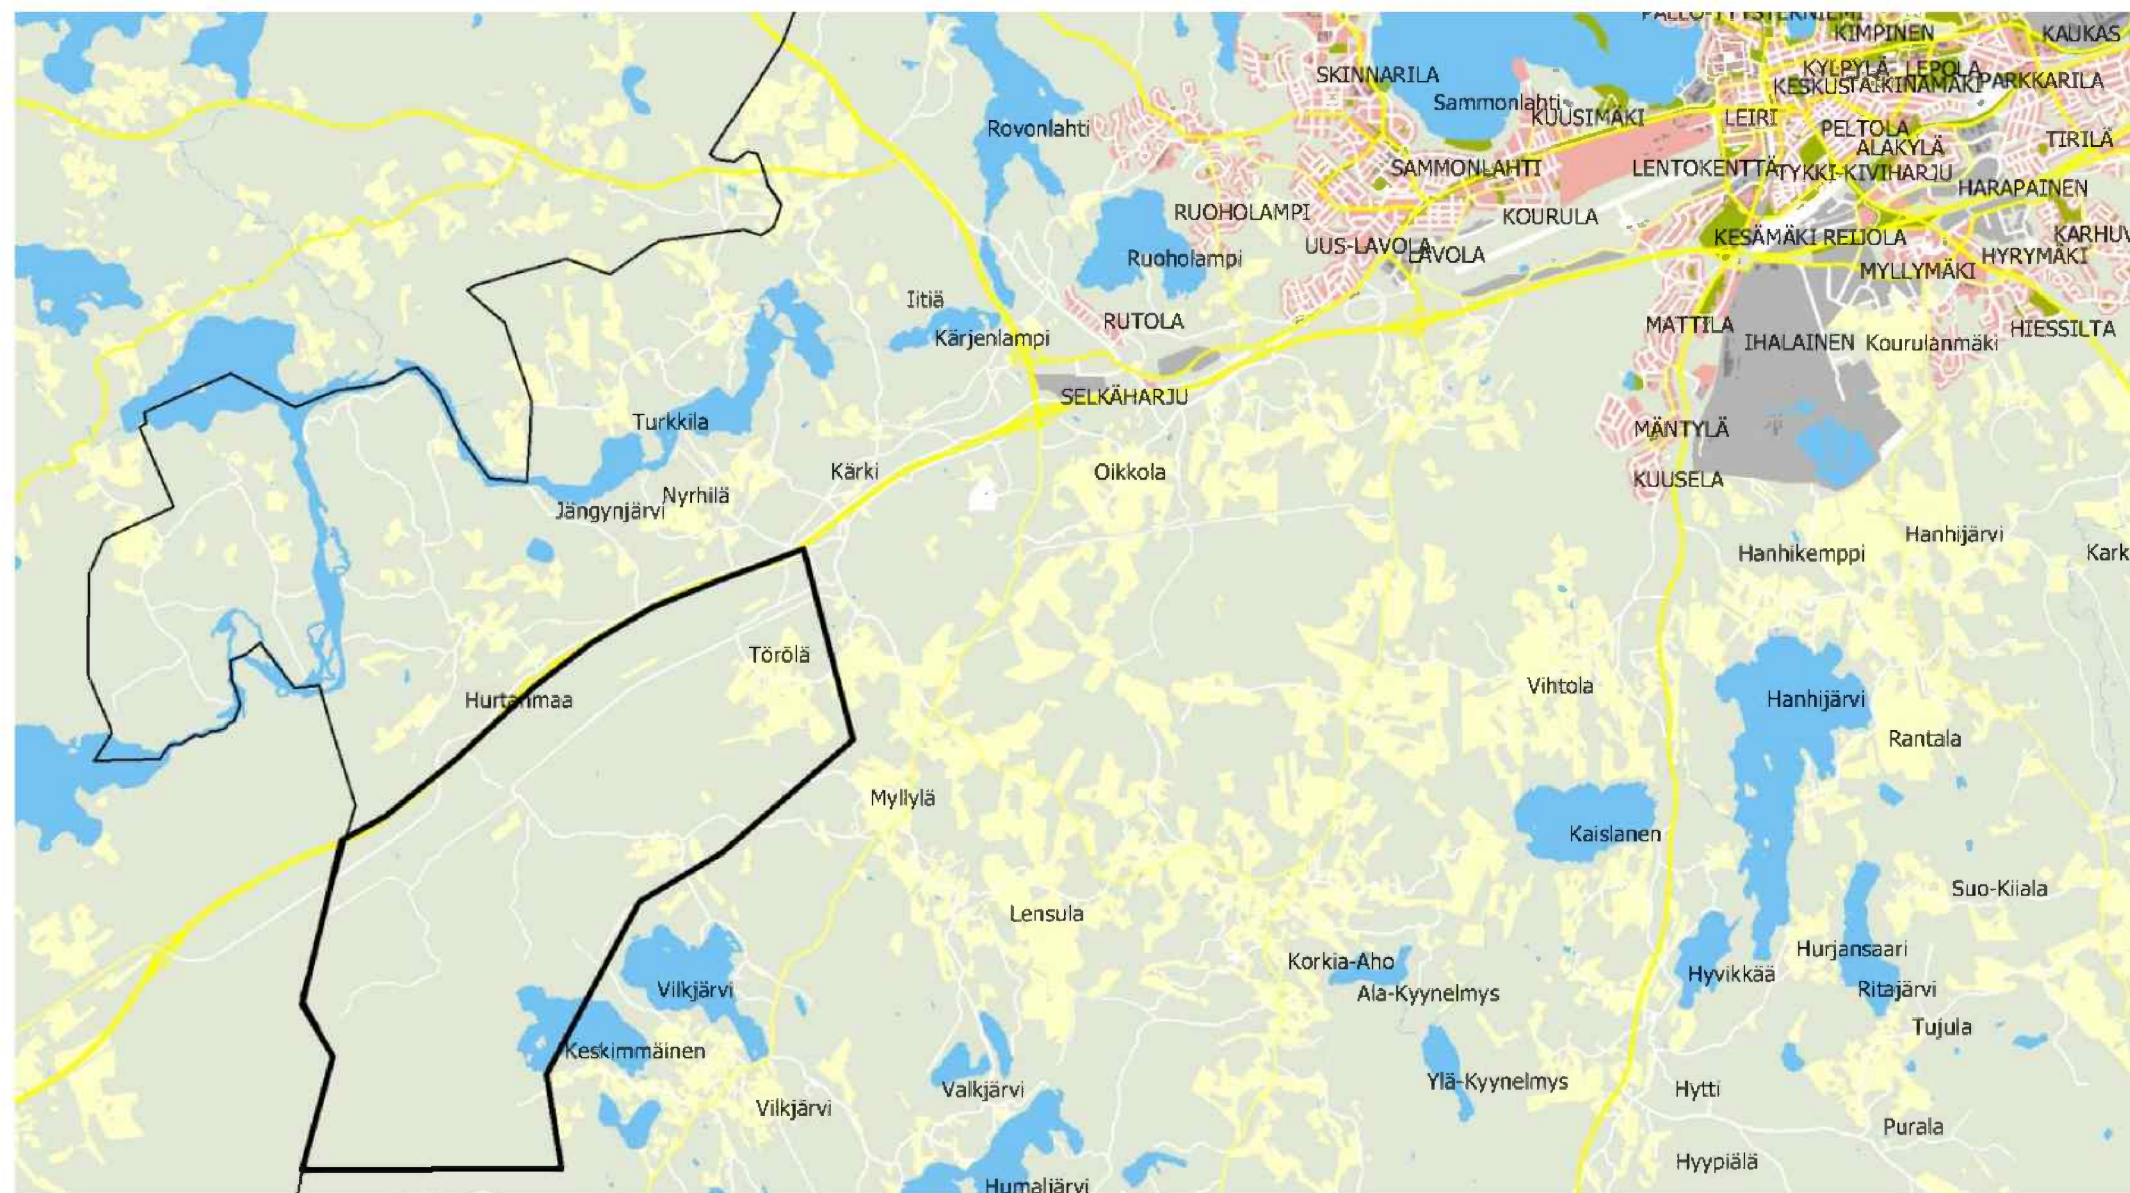 KIMPINEN
KAUKAS
SKINNARILA
KYLPYLÄ
LEPOLA
PARKKARILA
Sammonlahti
KUUSIMÄKI
LEIRI
Rovonlahti
PELTOLA
ALAKYLÄ
TIRILÄ
SAMMONLAHTI
LENTOKENTTÄ
TYKKI-KIVIHARJU
HARAPAINEN
RUOHOLAMPI
KOURULA
UUS-LAVOLA
LAVOLA
KESÄMÄKI
REIJOLA
KARHUV
HYRYMÄKI
Ruoholampi
MYLLYMÄKI
Iitiä
RUTOLA
MATTILA
HIESSILTA
Kärjenlampi
IHALAINEN
Kourulanmäki
SELKÄHARJU
Turkkila
MÄNTYLÄ
Kärki
Oikkola
KUUSELA
Nyrhilä
Jängynjärvi
Hanhijärvi
Hanhikemppi
Kark
Törölä
Vihtola
Hurtanmaa
Hanhijärvi
Rantala
Myllylä
Kaislanen
Suo-Kiiala
Lensula
Hurjansaari
Korkia-Aho
Hyvikkää
Vilkjärvi
Ala-Kyynelmys
Ritajärvi
Tujula
Keskimmäinen
Ylä-Kyynelmys
Valkjärvi
Hytti
Vilkjärvi
Purala
Hyypiälä
Humaljärvi